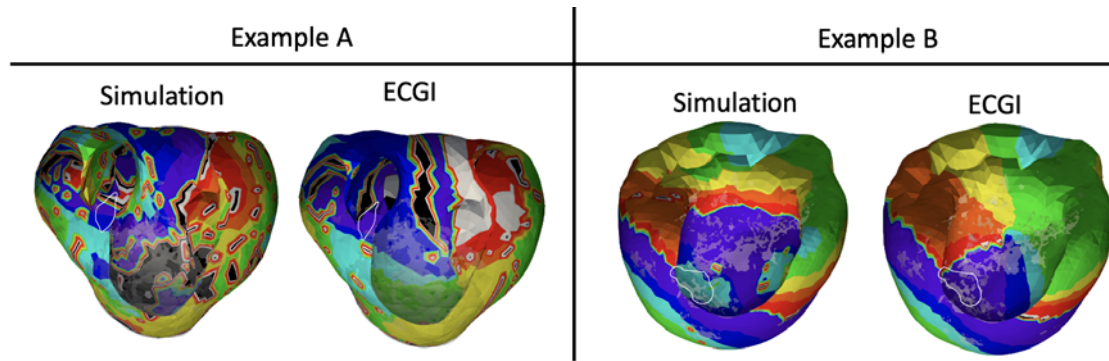 Example A
Example B
Simulation
ECGI
Simulation
ECGI